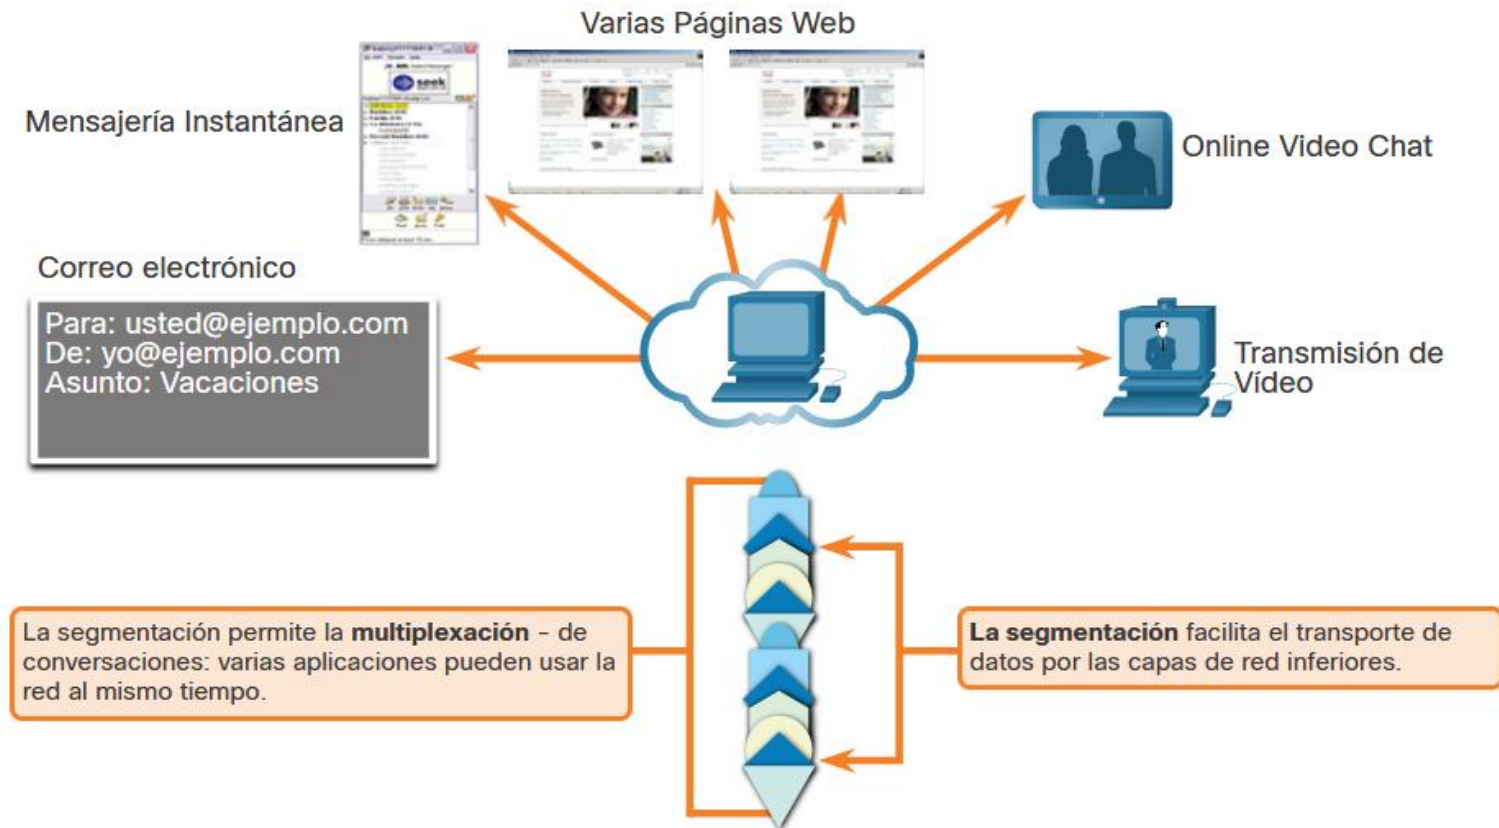 Varias Páginas Web
Mensajería Instantánea
seek
Online Video Chat
Correo electrónico
Para: usted@ejemplo.com
De: yo@ejemplo.com
Asunto: Vacaciones
Transmisión de
Vídeo
La segmentación permite la multiplexación - de
conversaciones: varias aplicaciones pueden usar la
red al mismo tiempo.
La segmentación facilita el transporte de
datos por las capas de red inferiores.